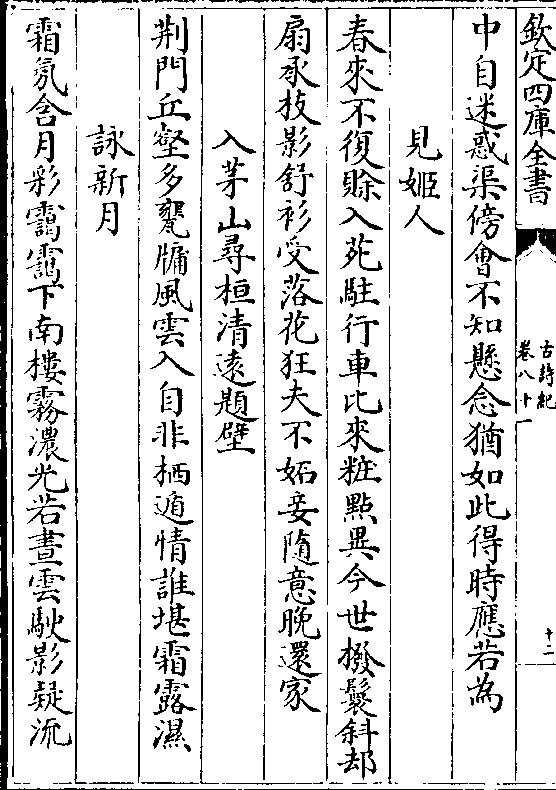 欽定四庫全書
古詩紀
卷八十一
十二
中自迷惑渠傍會不知懸念猶如此得時應若為
見姬人
春來不復賒入苑駐行車比來粧點異今世撥鬟斜却
扇承枝影舒衫受落花狂夫不妬妾隨意晚還家
入茅山尋桓清遠題壁
荆門丘壑多甕牖風雲入自非栖遁情誰堪霜露濕
詠新月
霜氛含月彩靄靄下南樓霧濃光若晝雲駛影疑流